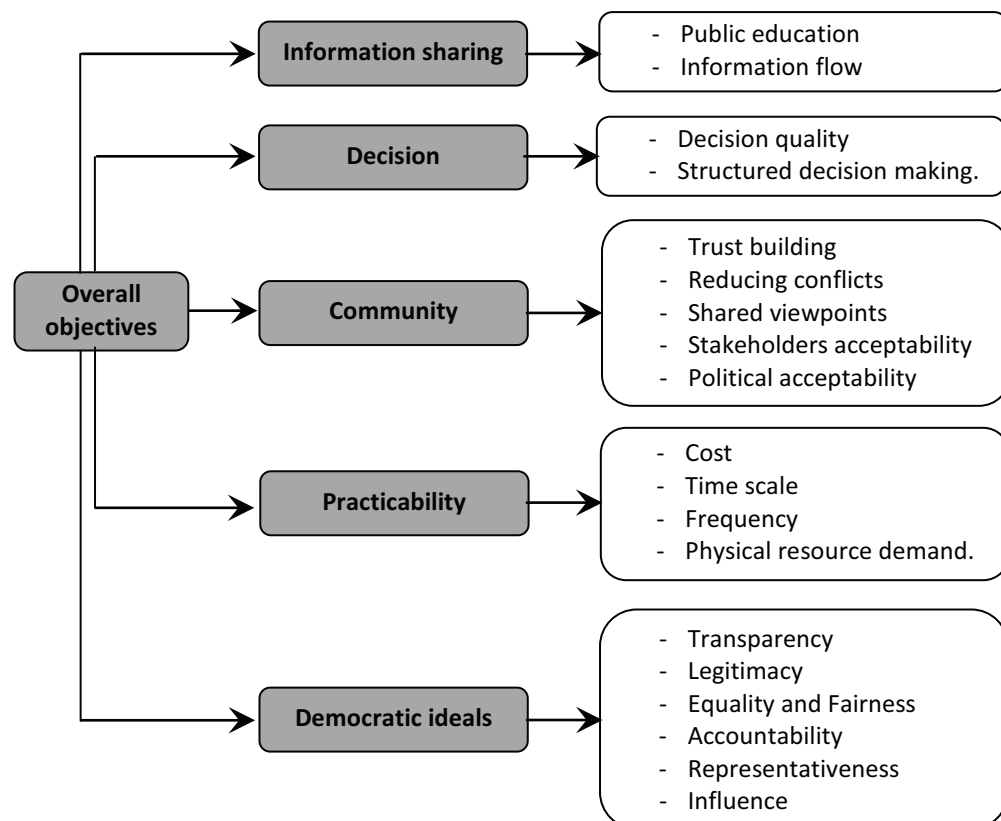 Overall
objectives
Information sharing
- Public education
- Information flow
Decision
- Decision quality
- Structured decision making.
Community
- Trust building
- Reducing conflicts
- Shared viewpoints
- Stakeholders acceptability
- Political acceptability
Practicability
- Cost
- Time scale
- Frequency
- Physical resource demand.
Democratic ideals
- Transparency
- Legitimacy
- Equality and Fairness
- Accountability
- Representativeness
- Influence